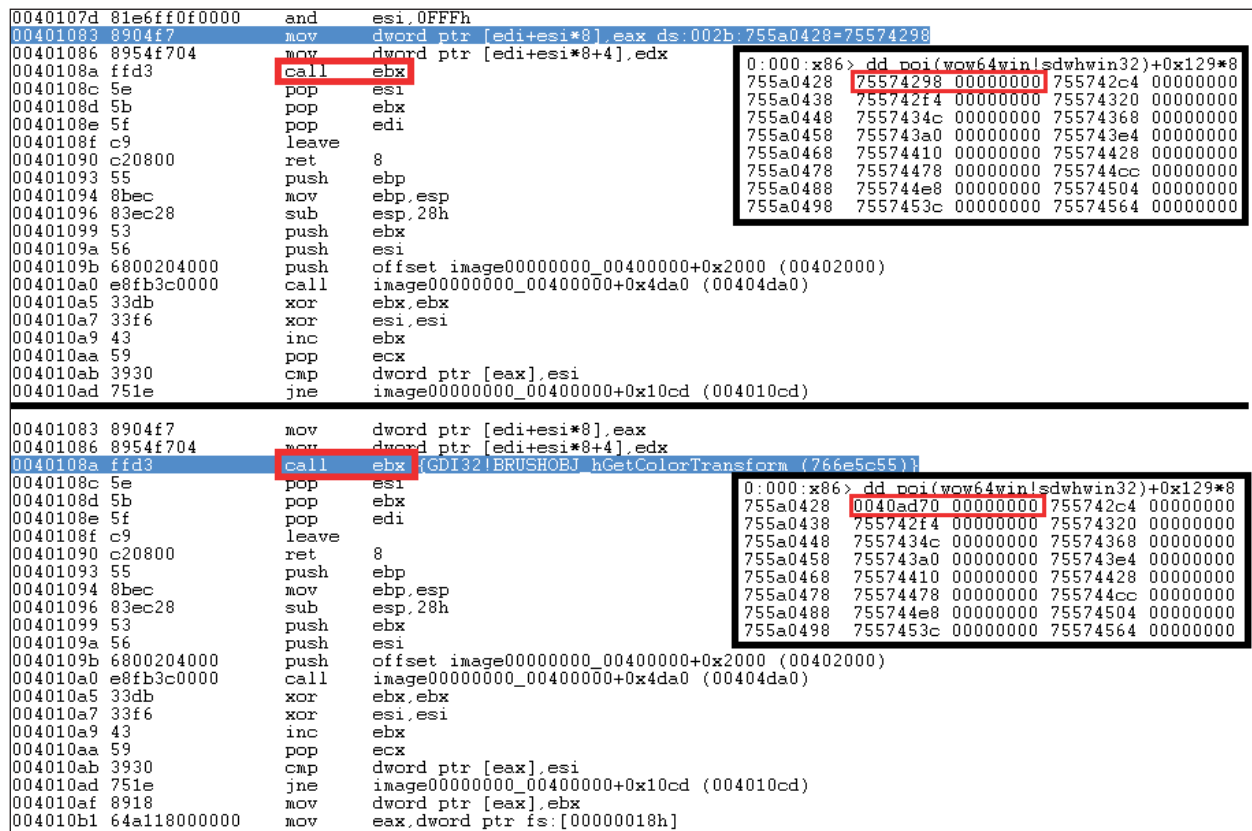 0040107d 81e6ff0f0000 and esi,0FFFh
00401083 8904f7 mov dword ptr [edi+esi*8],eax ds:002b:755a0428=75574298
00401086 8954f704 mov dword ptr [edi+esi*8+4],edx
0040108a ffd3 call ebx
0040108c 5e pop esi
0040108d 5b pop ebx
0040108e 5f pop edi
0040108f c9 leave
00401090 c20800 ret 8
00401093 55 push ebp
00401094 8bec mov ebp,esp
00401096 83ec28 sub esp,28h
00401099 53 push ebx
0040109a 56 push esi
0040109b 6800204000 push offset image00000000_00400000+0x2000 (00402000)
004010a0 e8fb3c0000 call image00000000_00400000+0x4da0 (00404da0)
004010a5 33db xor ebx,ebx
004010a7 33f6 xor esi,esi
004010a9 43 inc ebx
004010aa 59 pop ecx
004010ab 3930 cmp dword ptr [eax],esi
004010ad 751e jne image00000000_00400000+0x10cd (004010cd)
0:000:x86> dd poi(wow64win!sdwhwin32)+0x129*8
755a0428 75574298 00000000 755742c4 00000000
755a0438 755742f4 00000000 75574320 00000000
755a0448 7557434c 00000000 75574368 00000000
755a0458 755743a0 00000000 755743e4 00000000
755a0468 75574410 00000000 75574428 00000000
755a0478 75574478 00000000 755744cc 00000000
755a0488 755744e8 00000000 75574504 00000000
755a0498 7557453c 00000000 75574564 00000000
00401083 8904f7 mov dword ptr [edi+esi*8],eax
00401086 8954f704 mov dword ptr [edi+esi*8+4],edx
0040108a ffd3 call ebx {GDI32!BRUSHOBJ_hGetColorTransform (766e5c55)}
0040108c 5e pop esi
0040108d 5b pop ebx
0040108e 5f pop edi
0040108f c9 leave
00401090 c20800 ret 8
00401093 55 push ebp
00401094 8bec mov ebp,esp
00401096 83ec28 sub esp,28h
00401099 53 push ebx
0040109a 56 push esi
0040109b 6800204000 push offset image00000000_00400000+0x2000 (00402000)
004010a0 e8fb3c0000 call image00000000_00400000+0x4da0 (00404da0)
004010a5 33db xor ebx,ebx
004010a7 33f6 xor esi,esi
004010a9 43 inc ebx
004010aa 59 pop ecx
004010ab 3930 cmp dword ptr [eax],esi
004010ad 751e jne image00000000_00400000+0x10cd (004010cd)
004010af 8918 mov dword ptr [eax],ebx
004010b1 64a118000000 mov eax,dword ptr fs:[00000018h]
0:000:x86> dd poi(wow64win!sdwhwin32)+0x129*8
755a0428 0040ad70 00000000 755742c4 00000000
755a0438 755742f4 00000000 75574320 00000000
755a0448 7557434c 00000000 75574368 00000000
755a0458 755743a0 00000000 755743e4 00000000
755a0468 75574410 00000000 75574428 00000000
755a0478 75574478 00000000 755744cc 00000000
755a0488 755744e8 00000000 75574504 00000000
755a0498 7557453c 00000000 75574564 00000000